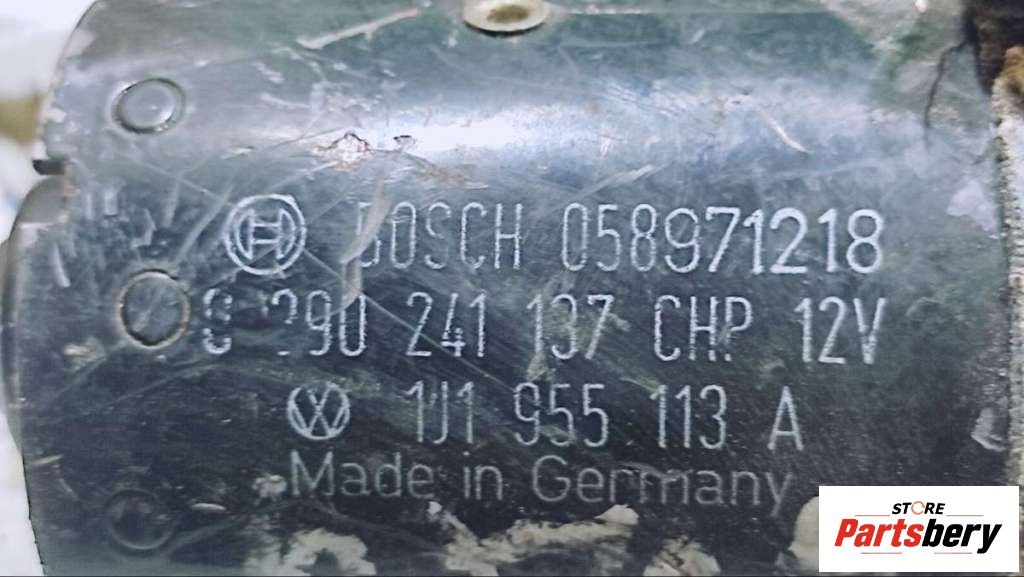 BOSCH 058971218
241 137 CHP 12V
1J1 955 113 A
Made in Germany
STORE
Partsbery